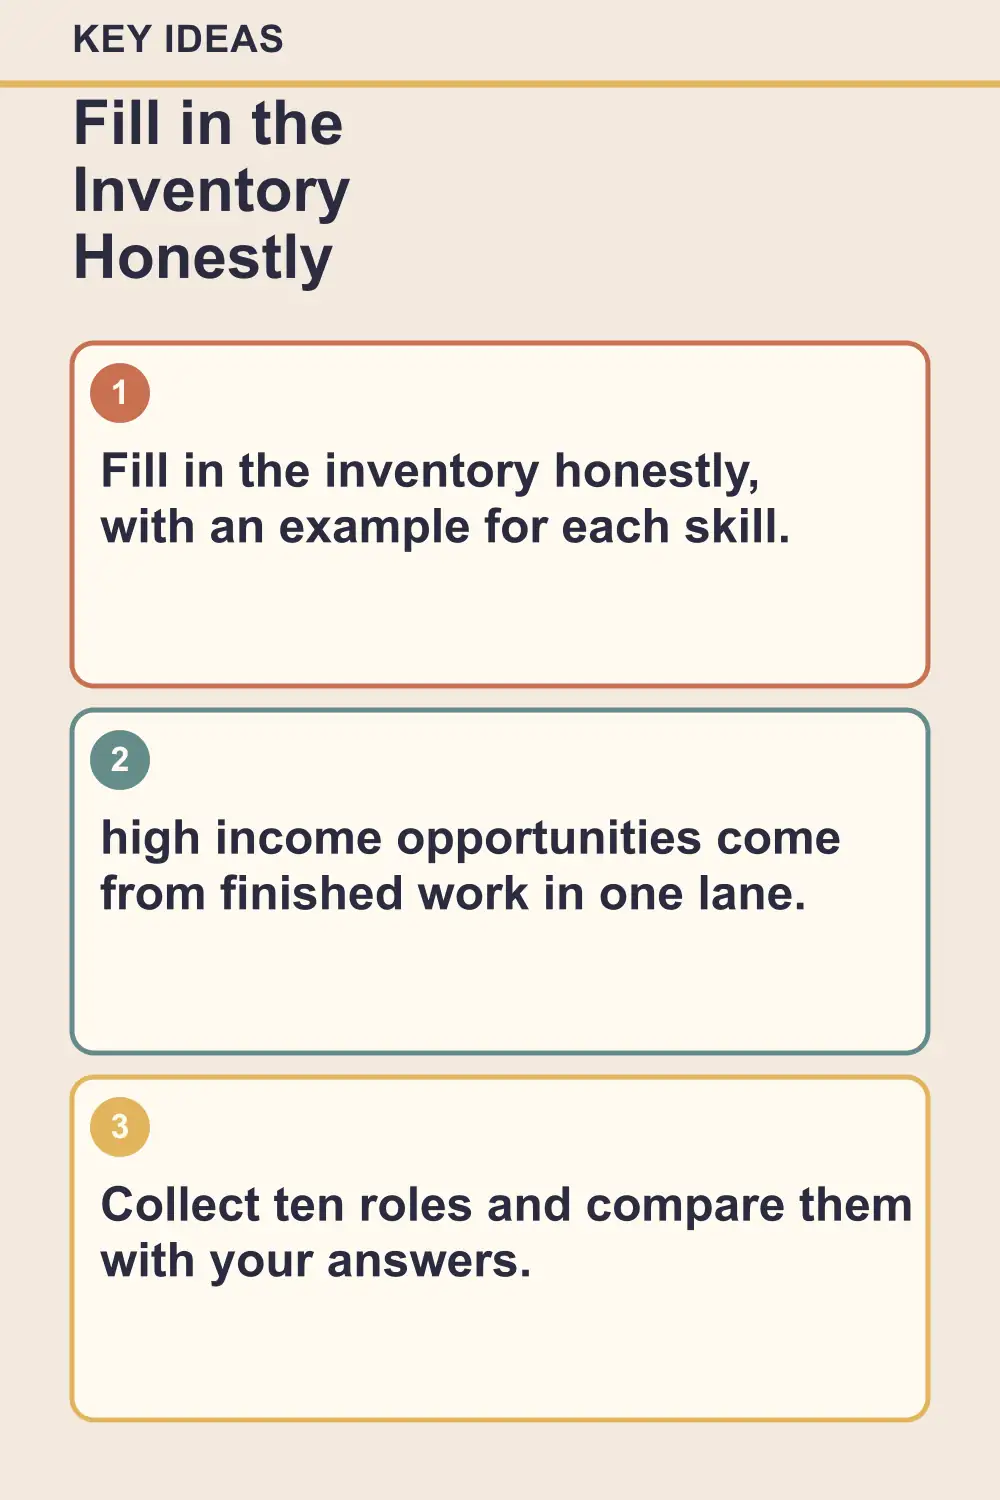 KEY IDEAS
Fill in the
Inventory
Honestly
1
Fill in the inventory honestly,
with an example for each skill.
2
high income opportunities come
from finished work in one lane.
3
Collect ten roles and compare them
with your answers.